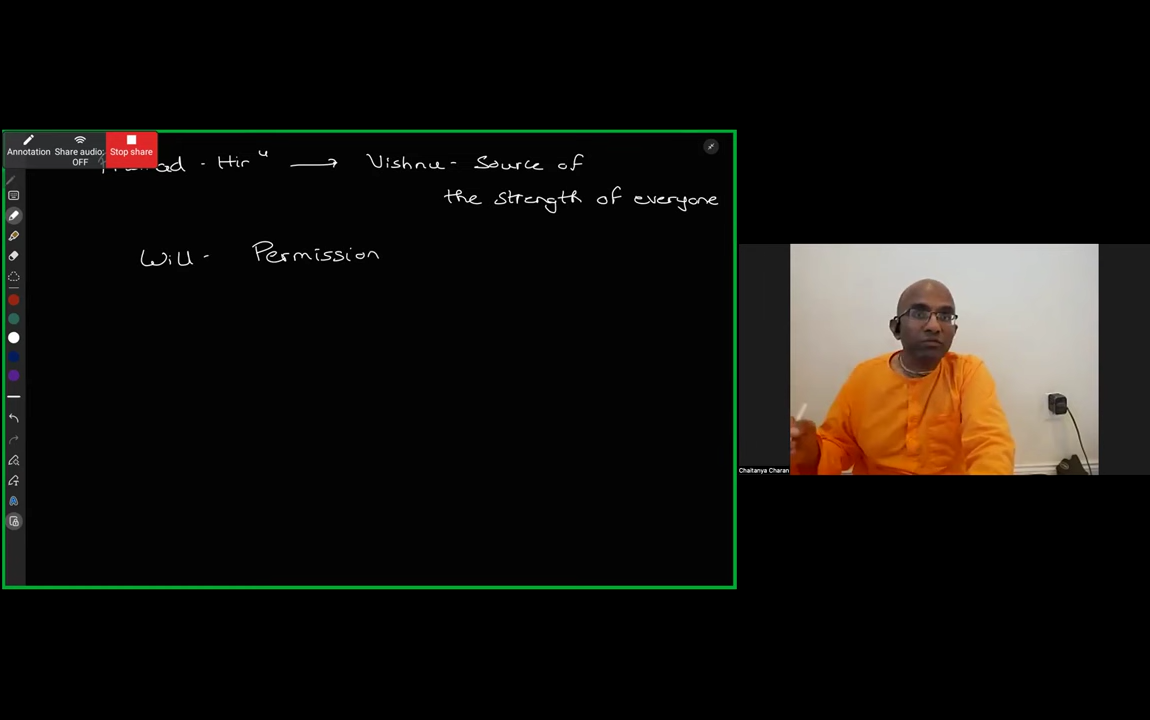 Annotation
Share audio: OFF
Stop share
- Hir u → Vishnu - Source of
the strength of everyone
Will - Permission
Chaitanya Charan